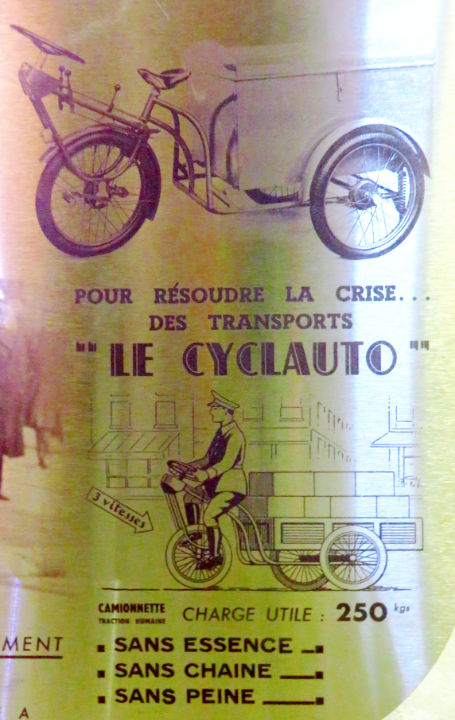 POUR RÉSOUDRE LA CRISE...
DES TRANSPORTS
"" LE CYCLAUTO ""
3 vitesses
CAMIONNETTE
TRACTION HUMAINE
CHARGE UTILE : 250 kgs
MENT
SANS ESSENCE
SANS CHAINE
SANS PEINE
A